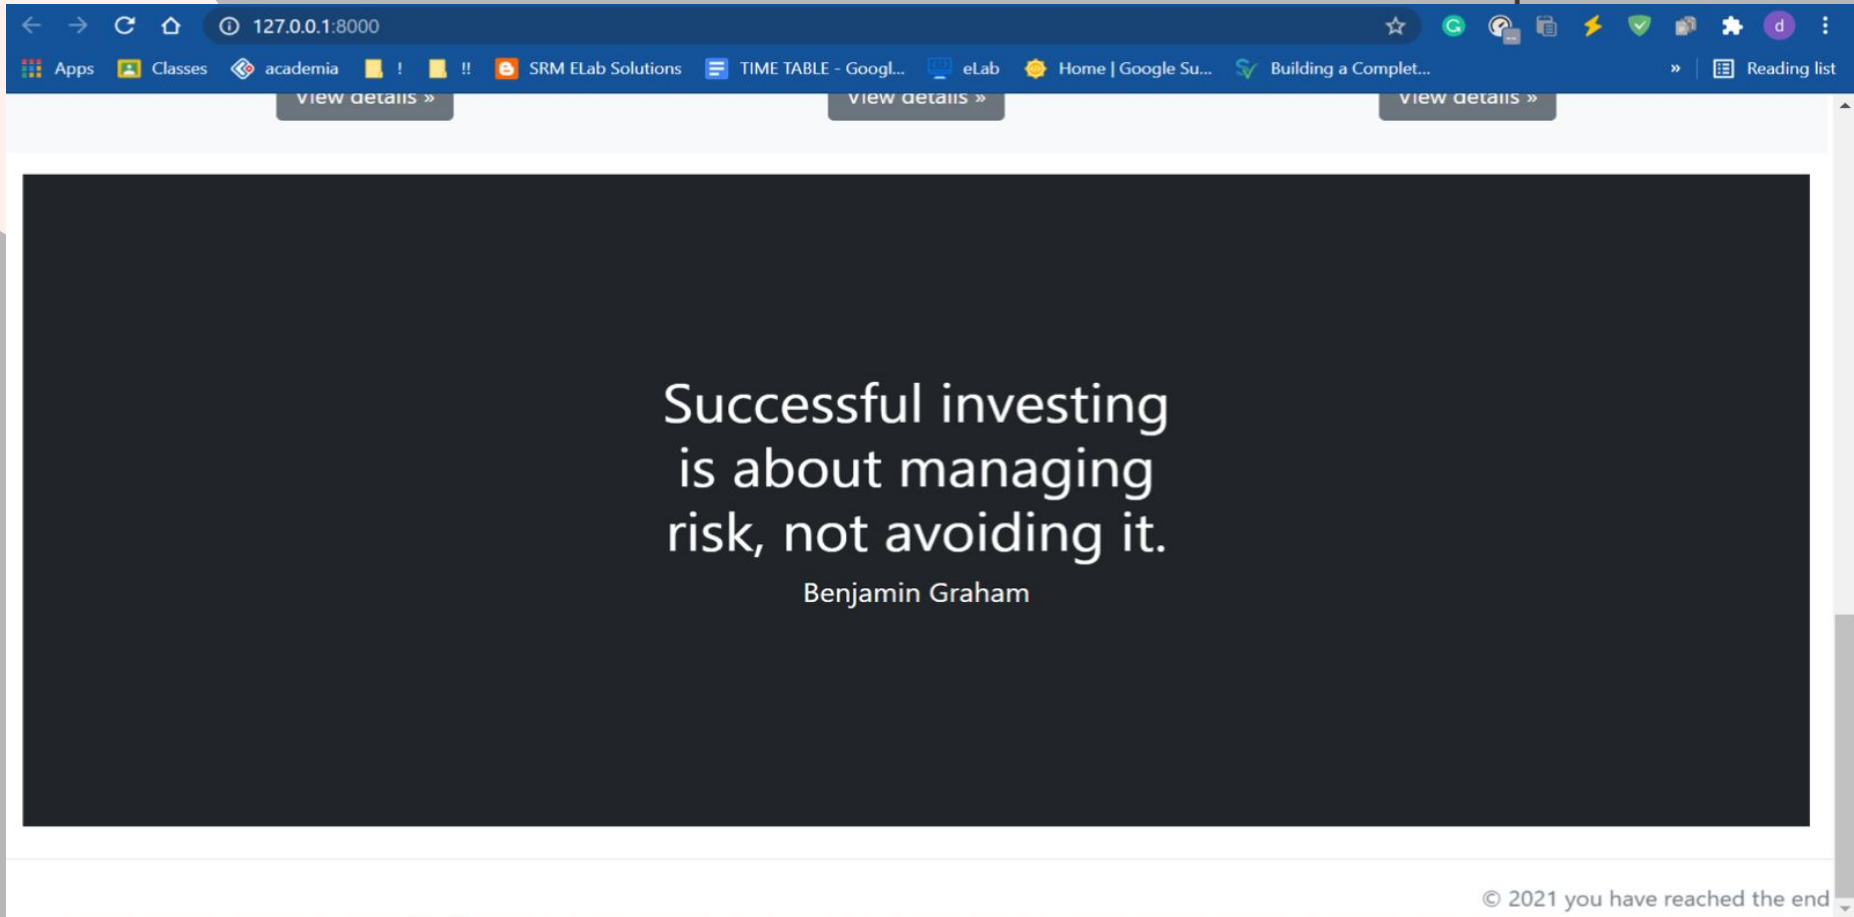 127.0.0.1:8000
Apps Classes academia ! !! SRM ELab Solutions TIME TABLE - Googl... eLab Home | Google Su... Building a Complet... » Reading list
View details » View details » View details »
Successful investing
is about managing
risk, not avoiding it.
Benjamin Graham
© 2021 you have reached the end